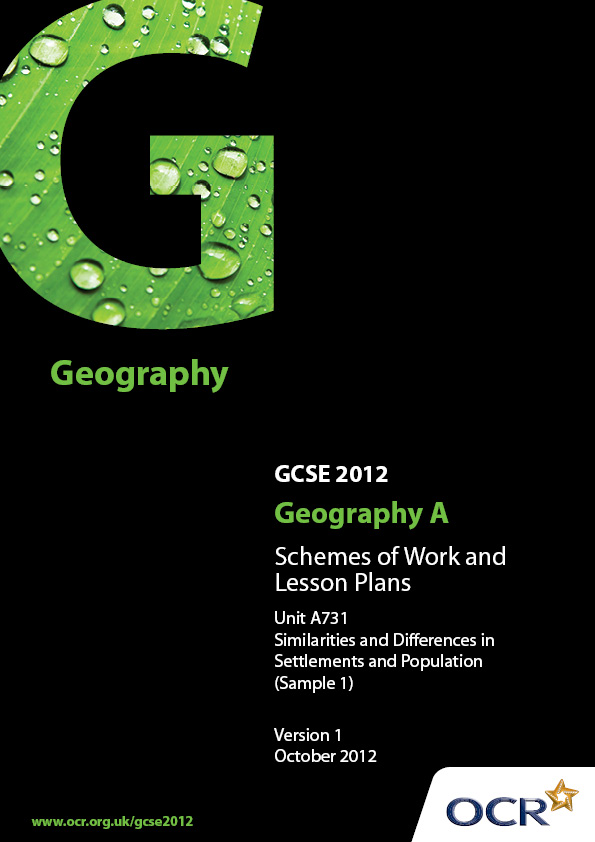 G
Geography
GCSE 2012
Geography A
Schemes of Work and
Lesson Plans
Unit A731
Similarities and Differences in
Settlements and Population
(Sample 1)
Version 1
October 2012
www.ocr.org.uk/gcse2012
OCR